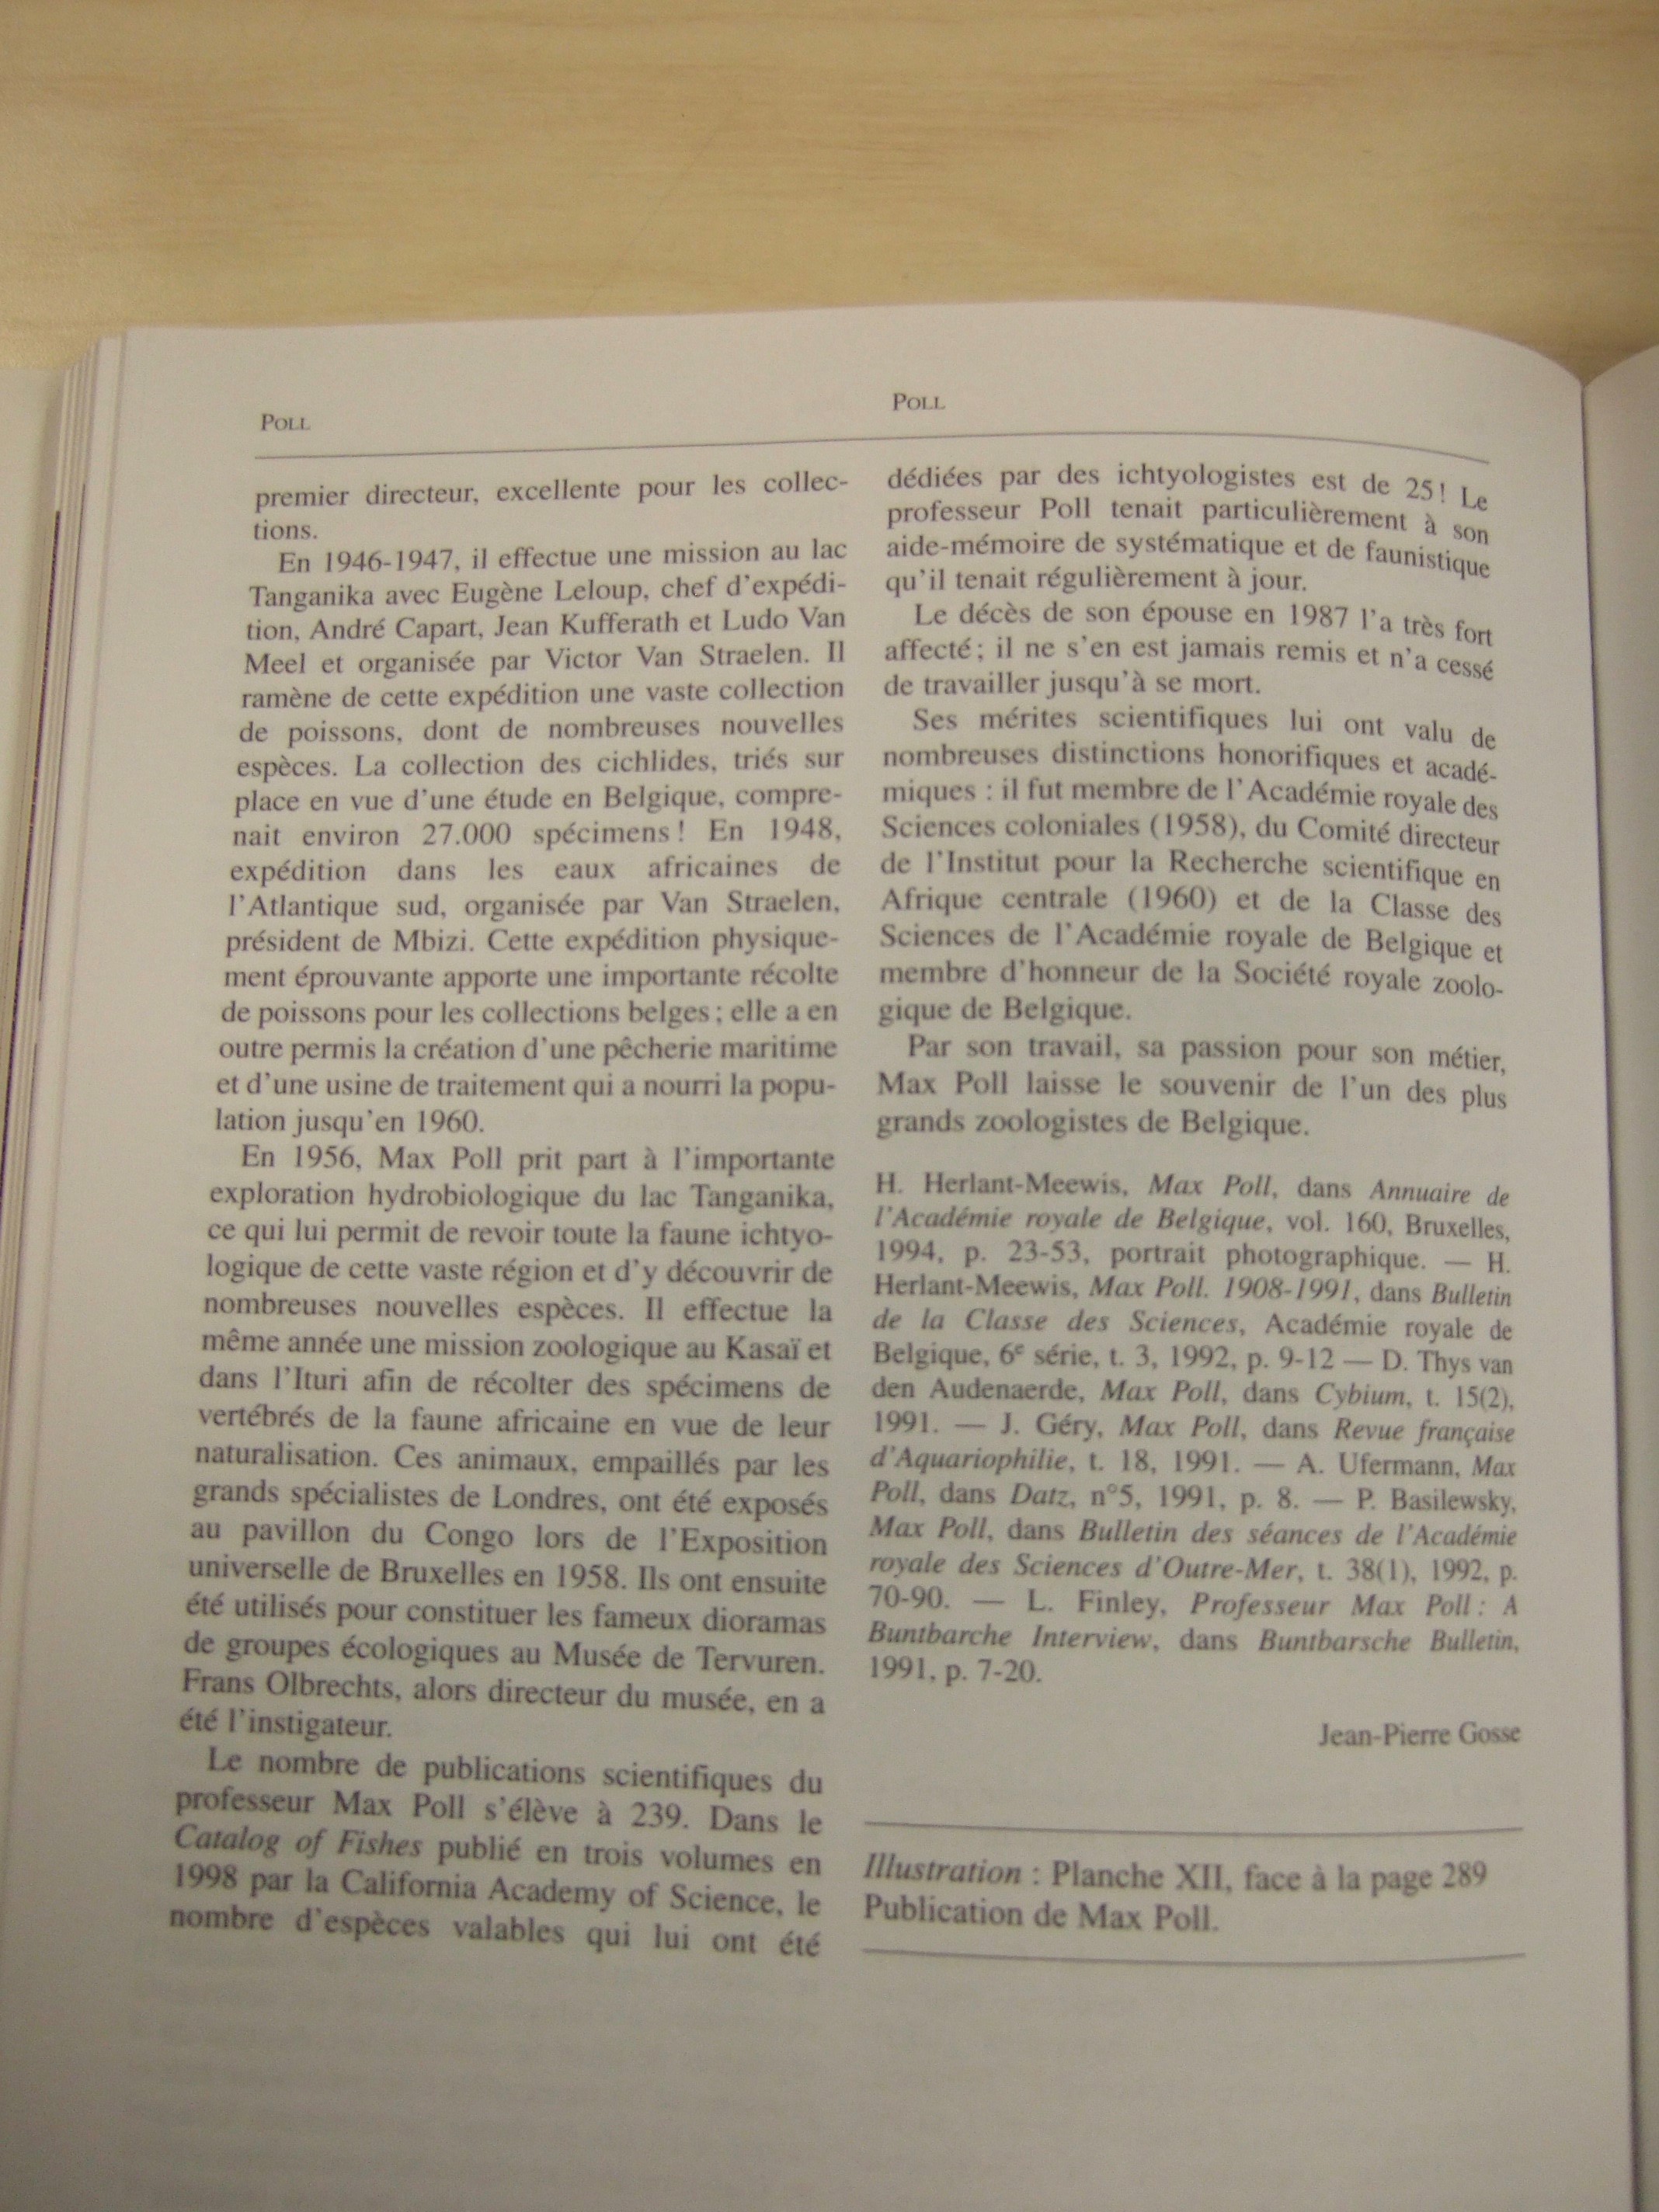 POLL
POLL
premier directeur, excellente pour les collec-
tions.
En 1946-1947, il effectue une mission au lac
Tanganika avec Eugène Leloup, chef d'expédi-
tion, André Capart, Jean Kufferath et Ludo Van
Meel et organisée par Victor Van Straelen. Il
ramène de cette expédition une vaste collection
de poissons, dont de nombreuses nouvelles
espèces. La collection des cichlides, triés sur
place en vue d'une étude en Belgique, compre-
nait environ 27.000 spécimens ! En 1948,
expédition dans les eaux africaines de
l'Atlantique sud, organisée par Van Straelen,
président de Mbizi. Cette expédition physique-
ment éprouvante apporte une importante récolte
de poissons pour les collections belges ; elle a en
outre permis la création d'une pêcherie maritime
et d'une usine de traitement qui a nourri la popu-
lation jusqu'en 1960.
En 1956, Max Poll prit part à l'importante
exploration hydrobiologique du lac Tanganika,
ce qui lui permit de revoir toute la faune ichtyo-
logique de cette vaste région et d'y découvrir de
nombreuses nouvelles espèces. Il effectue la
même année une mission zoologique au Kasaï et
dans l'Ituri afin de récolter des spécimens de
vertébrés de la faune africaine en vue de leur
naturalisation. Ces animaux, empaillés par les
grands spécialistes de Londres, ont été exposés
au pavillon du Congo lors de l'Exposition
universelle de Bruxelles en 1958. Ils ont ensuite
été utilisés pour constituer les fameux dioramas
de groupes écologiques au Musée de Tervuren.
Frans Olbrechts, alors directeur du musée, en a
été l'instigateur.
Le nombre de publications scientifiques du
professeur Max Poll s'élève à 239. Dans le
Catalog of Fishes publié en trois volumes en
1998 par la California Academy of Science, le
nombre d'espèces valables qui lui ont été
dédiées par des ichtyologistes est de 25 ! Le
professeur Poll tenait particulièrement à son
aide-mémoire de systématique et de faunistique
qu'il tenait régulièrement à jour.
Le décès de son épouse en 1987 l'a très fort
affecté ; il ne s'en est jamais remis et n'a cessé
de travailler jusqu'à se mort.
Ses mérites scientifiques lui ont valu de
nombreuses distinctions honorifiques et acadé-
miques : il fut membre de l'Académie royale des
Sciences coloniales (1958), du Comité directeur
de l'Institut pour la Recherche scientifique en
Afrique centrale (1960) et de la Classe des
Sciences de l'Académie royale de Belgique et
membre d'honneur de la Société royale zoolo-
gique de Belgique.
Par son travail, sa passion pour son métier,
Max Poll laisse le souvenir de l'un des plus
grands zoologistes de Belgique.
H. Herlant-Meewis, Max Poll, dans Annuaire de
l'Académie royale de Belgique, vol. 160, Bruxelles,
1994, p. 23-53, portrait photographique. — H.
Herlant-Meewis, Max Poll. 1908-1991, dans Bulletin
de la Classe des Sciences, Académie royale de
Belgique, 6e série, t. 3, 1992, p. 9-12 — D. Thys van
den Audenaerde, Max Poll, dans Cybium, t. 15(2),
1991. — J. Géry, Max Poll, dans Revue française
d'Aquariophilie, t. 18, 1991. — A. Ufermann, Max
Poll, dans Datz, n°5, 1991, p. 8. — P. Basilewsky,
Max Poll, dans Bulletin des séances de l'Académie
royale des Sciences d'Outre-Mer, t. 38(1), 1992, p.
70-90. — L. Finley, Professeur Max Poll : A
Buntbarche Interview, dans Buntbarsche Bulletin,
1991, p. 7-20.
Jean-Pierre Gosse
Illustration : Planche XII, face à la page 289
Publication de Max Poll.